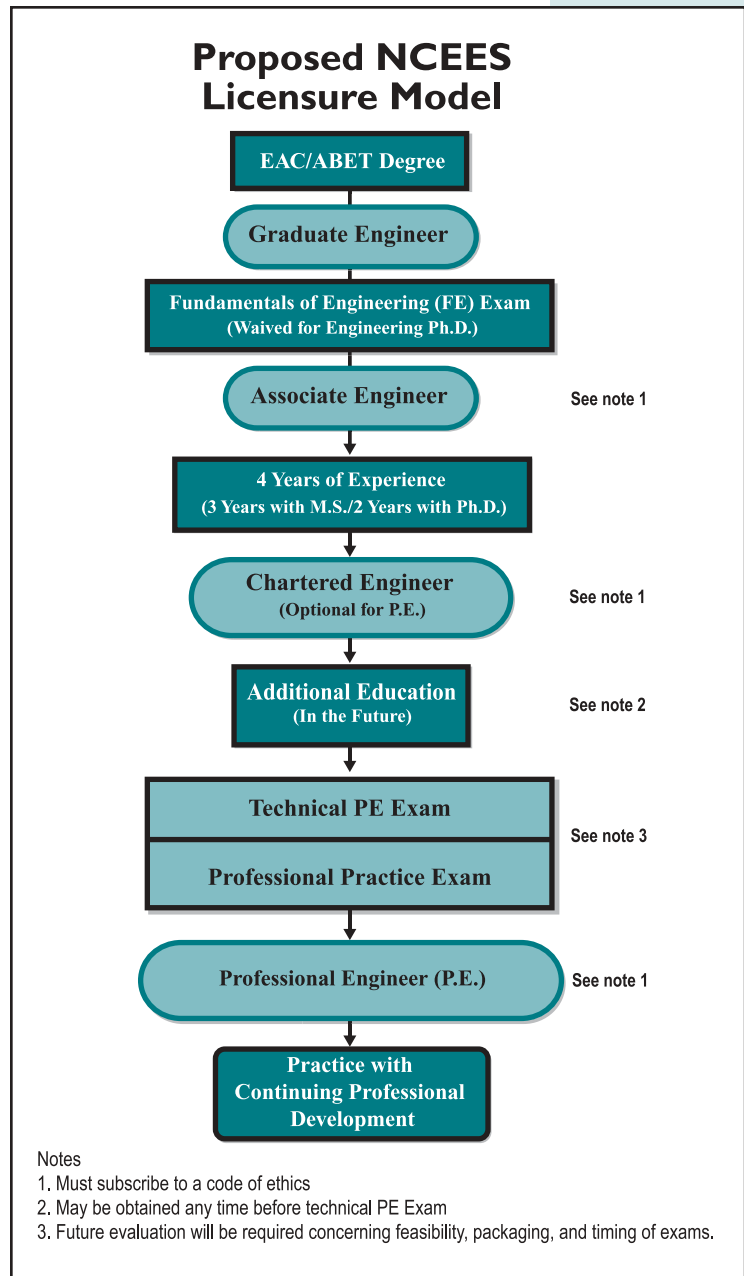 Proposed NCEES
Licensure Model
EAC/ABET Degree
Graduate Engineer
Fundamentals of Engineering (FE) Exam
(Waived for Engineering Ph.D.)
Associate Engineer
See note 1
4 Years of Experience
(3 Years with M.S./2 Years with Ph.D.)
Chartered Engineer
(Optional for P.E.)
See note 1
Additional Education
(In the Future)
See note 2
Technical PE Exam
See note 3
Professional Practice Exam
Professional Engineer (P.E.)
See note 1
Practice with
Continuing Professional
Development
Notes
1. Must subscribe to a code of ethics
2. May be obtained any time before technical PE Exam
3. Future evaluation will be required concerning feasibility, packaging, and timing of exams.